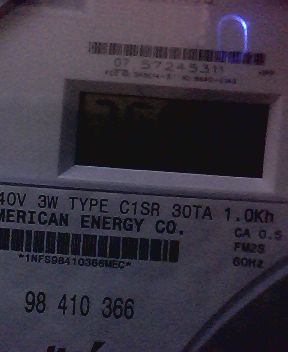 07 57245311
40V 3W TYPE C1SR 30TA 1.0Kh
MERICAN ENERGY CO.
CA 0.5
FM2S
60Hz
*1NFS98410366MEC*
98 410 366